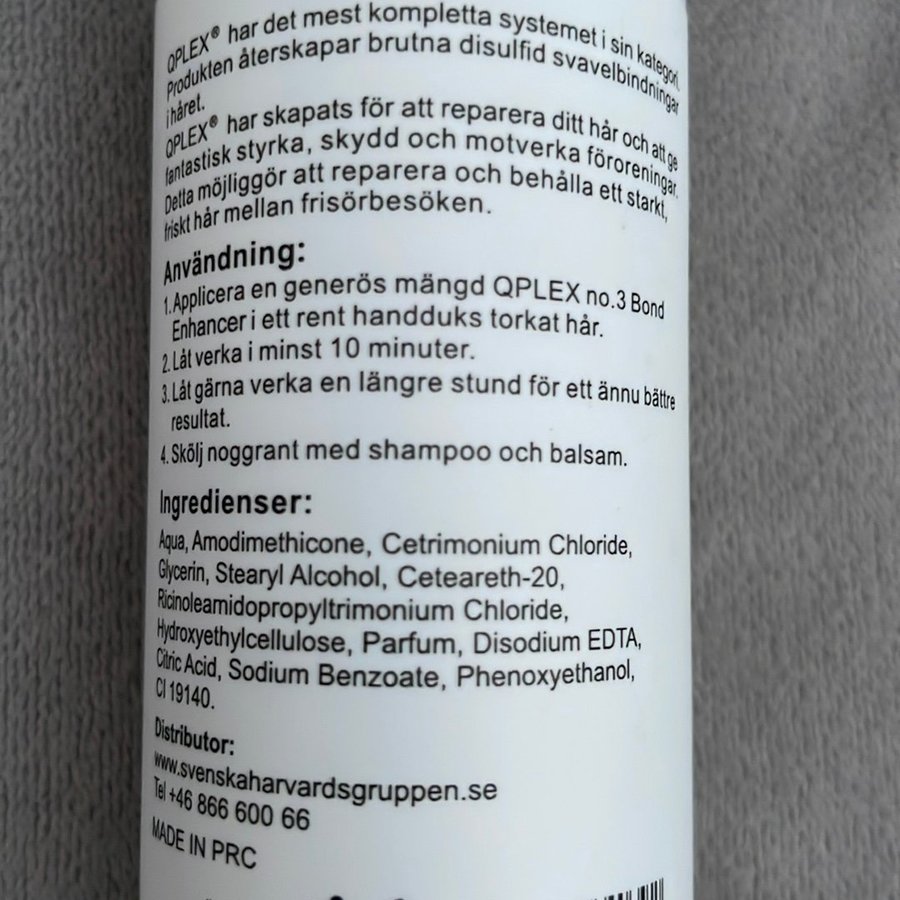 QPLEX® har det mest kompletta systemet i sin kategori.
Produkten återskapar brutna disulfid svavelbindningar
i håret.
QPLEX® har skapats för att reparera ditt hår och att ge
fantastisk styrka, skydd och motverka föroreningar.
Detta möjliggör att reparera och behålla ett starkt,
friskt hår mellan frisörbesöken.
Användning:
1. Applicera en generös mängd QPLEX no.3 Bond
Enhancer i ett rent handduks torkat hår.
2. Låt verka i minst 10 minuter.
3. Låt gärna verka en längre stund för ett ännu bättre
resultat.
4. Skölj noggrant med shampoo och balsam.
Ingredienser:
Aqua, Amodimethicone, Cetrimonium Chloride,
Glycerin, Stearyl Alcohol, Ceteareth-20,
Ricinoleamidopropyltrimonium Chloride,
Hydroxyethylcellulose, Parfum, Disodium EDTA,
Citric Acid, Sodium Benzoate, Phenoxyethanol,
CI 19140.
Distributor:
www.svenskaharvardsgruppen.se
Tel +46 866 600 66
MADE IN PRC